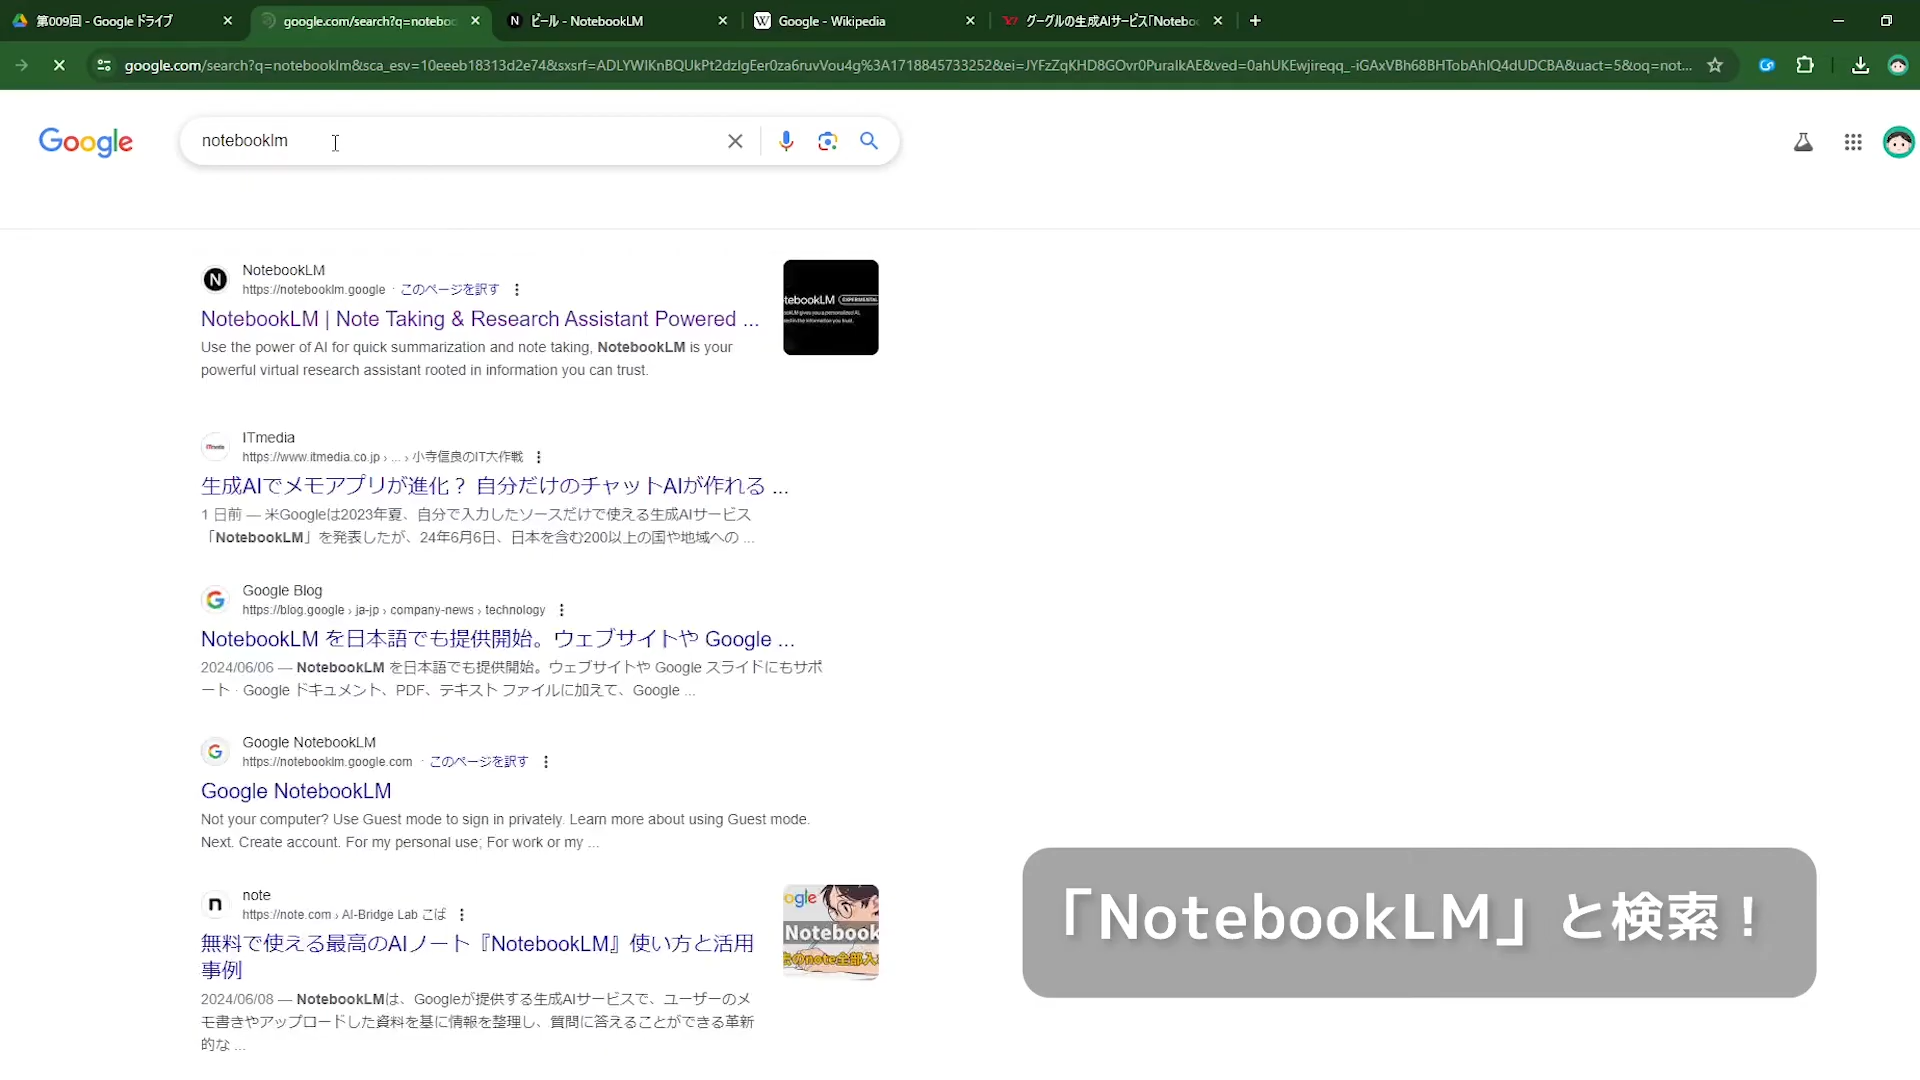 第009回 - Google ドライブ
google.com/search?q=notebo
ビール - NotebookLM
Google - Wikipedia
グーグルの生成AIサービス「Notebo
google.com/search?q=notebooklm&sca_esv=10eeeb18313d2e74&sxsrf=ADLYWIKnBQUkPt2dzIgEer0za6ruvVou4g%3A1718845733252&ei=JYFzZqKHD8GOvr0PuraIkAE&ved=0ahUKEwjireqq_-iGAxVBh68BHTobAhIQ4dUDCBA&uact=5&oq=not...
Google
notebooklm
NotebookLM
https://notebooklm.google · このページを訳す
NotebookLM | Note Taking & Research Assistant Powered ...
Use the power of AI for quick summarization and note taking, NotebookLM is your
powerful virtual research assistant rooted in information you can trust.
tebookLM EXPERIMENTAL
ITmedia
https://www.itmedia.co.jp › ... › 小寺信良のIT大作戦
生成AIでメモアプリが進化？ 自分だけのチャットAIが作れる ...
1 日前 — 米Googleは2023年夏、自分で入力したソースだけで使える生成AIサービス
「NotebookLM」を発表したが、24年6月6日、日本を含む200以上の国や地域への ...
Google Blog
https://blog.google › ja-jp › company-news › technology
NotebookLM を日本語でも提供開始。ウェブサイトや Google ...
2024/06/06 — NotebookLM を日本語でも提供開始。ウェブサイトや Google スライドにもサポ
ート · Google ドキュメント、PDF、テキスト ファイルに加えて、Google ...
Google NotebookLM
https://notebooklm.google.com · このページを訳す
Google NotebookLM
Not your computer? Use Guest mode to sign in privately. Learn more about using Guest mode.
Next. Create account. For my personal use; For work or my ...
note
https://note.com › AI-Bridge Lab こば
無料で使える最高のAIノート『NotebookLM』使い方と活用
事例
2024/06/08 — NotebookLMは、Googleが提供する生成AIサービスで、ユーザーのメ
モ書きやアップロードした資料を基に情報を整理し、質問に答えることができる革新
的な ...
ogle
Notebook
「NotebookLM」と検索！